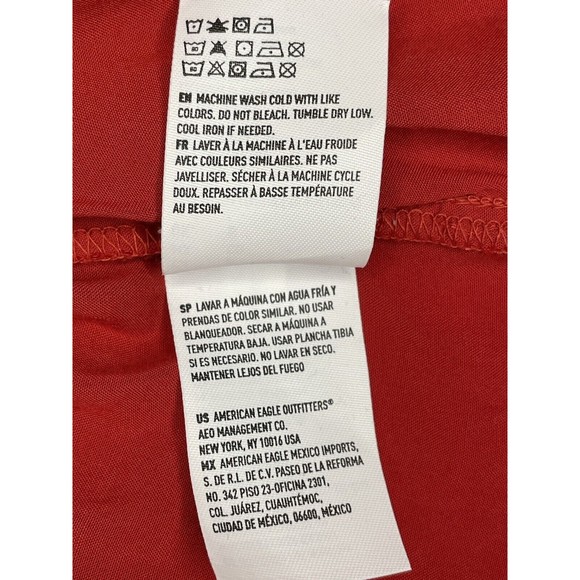 EN MACHINE WASH COLD WITH LIKE
COLORS. DO NOT BLEACH. TUMBLE DRY LOW.
COOL IRON IF NEEDED.
FR LAVER À LA MACHINE À L'EAU FROIDE
AVEC COULEURS SIMILAIRES. NE PAS
JAVELLISER. SÉCHER À LA MACHINE CYCLE
DOUX. REPASSER À BASSE TEMPÉRATURE
AU BESOIN.
SP LAVAR A MÁQUINA CON AGUA FRÍA Y
PRENDAS DE COLOR SIMILAR. NO USAR
BLANQUEADOR. SECAR A MÁQUINA A
TEMPERATURA BAJA. USAR PLANCHA TIBIA
SI ES NECESARIO. NO LAVAR EN SECO.
MANTENER LEJOS DEL FUEGO
US AMERICAN EAGLE OUTFITTERS®
AEO MANAGEMENT CO.
NEW YORK, NY 10016 USA
MX AMERICAN EAGLE MEXICO IMPORTS,
S. DE R.L. DE C.V. PASEO DE LA REFORMA
NO. 342 PISO 23-OFICINA 2301,
COL. JUÁREZ, CUAUHTÉMOC,
CIUDAD DE MÉXICO, 06600, MÉXICO